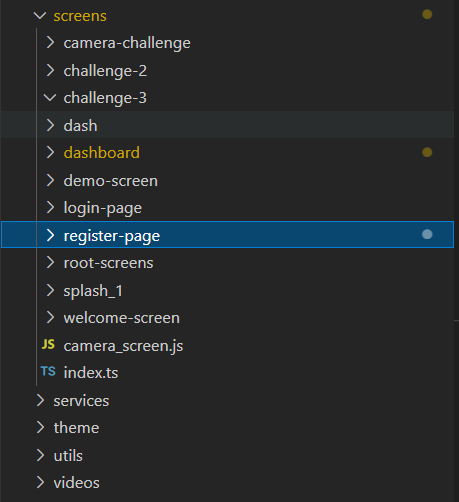 screens
camera-challenge
challenge-2
challenge-3
dash
dashboard
demo-screen
login-page
register-page
root-screens
splash_1
welcome-screen
JS camera_screen.js
TS index.ts
services
theme
utils
videos